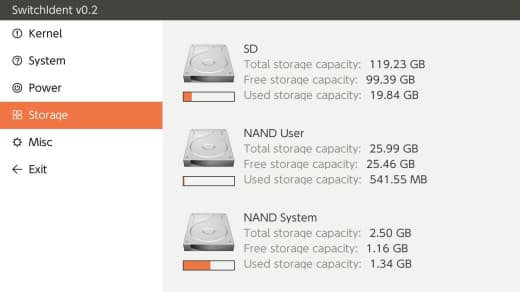 SwitchIdent v0.2
Kernel
System
Power
Storage
Misc
Exit
SD
Total storage capacity: 119.23 GB
Free storage capacity: 99.39 GB
Used storage capacity: 19.84 GB
NAND User
Total storage capacity: 25.99 GB
Free storage capacity: 25.46 GB
Used storage capacity: 541.55 MB
NAND System
Total storage capacity: 2.50 GB
Free storage capacity: 1.16 GB
Used storage capacity: 1.34 GB